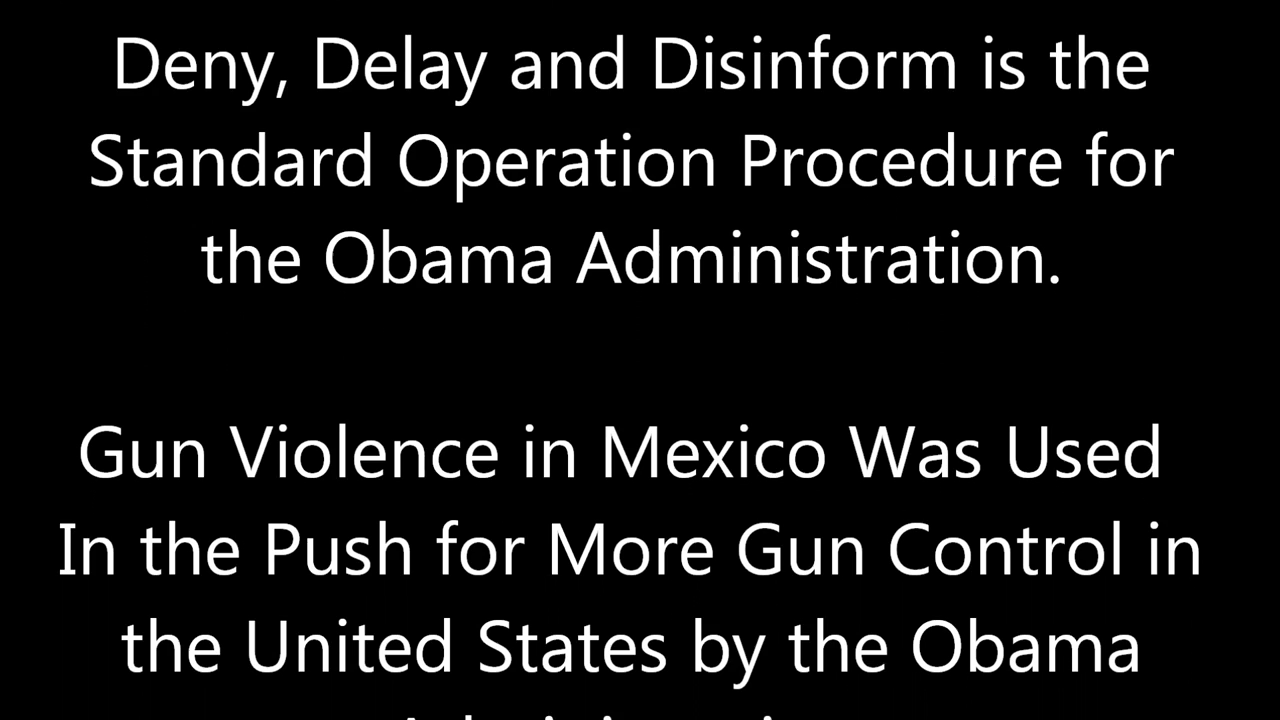 Deny, Delay and Disinform is the
Standard Operation Procedure for
the Obama Administration.
Gun Violence in Mexico Was Used
In the Push for More Gun Control in
the United States by the Obama